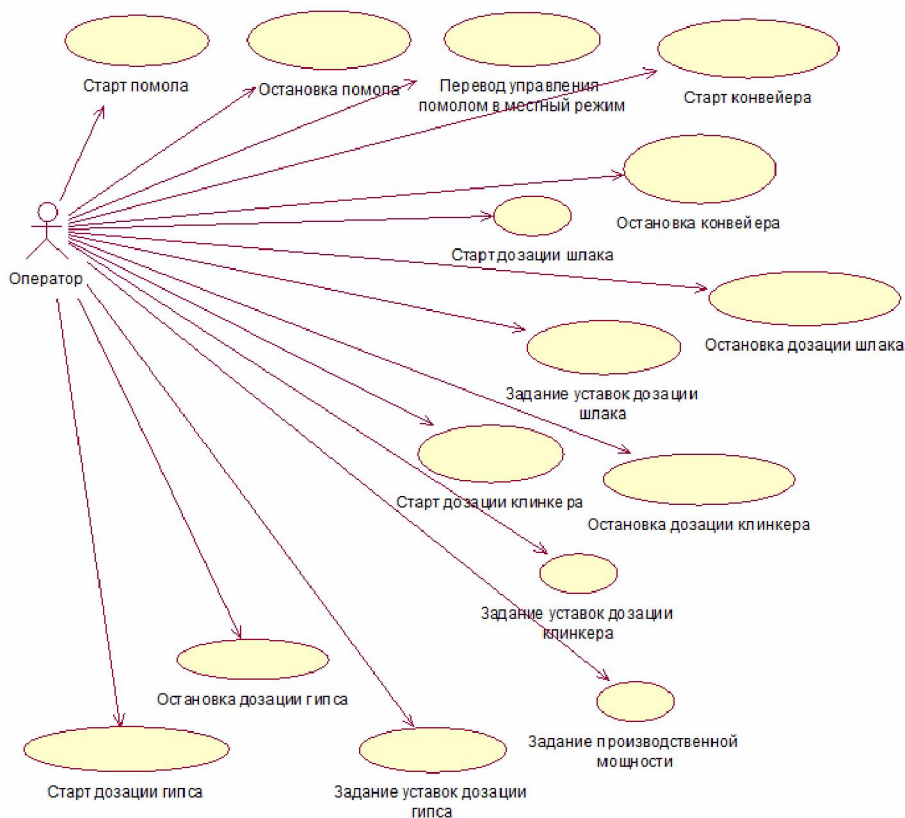 Старт помола
Остановка помола
Перевод управления
помолом в местный режим
Старт конвейера
Остановка конвейера
Старт дозации шлака
Оператор
Остановка дозации шлака
Задание уставок дозации
шлака
Старт дозации клинкера
Остановка дозации клинкера
Задание уставок дозации
клинкера
Остановка дозации гипса
Задание производственной
мощности
Старт дозации гипса
Задание уставок дозации
гипса